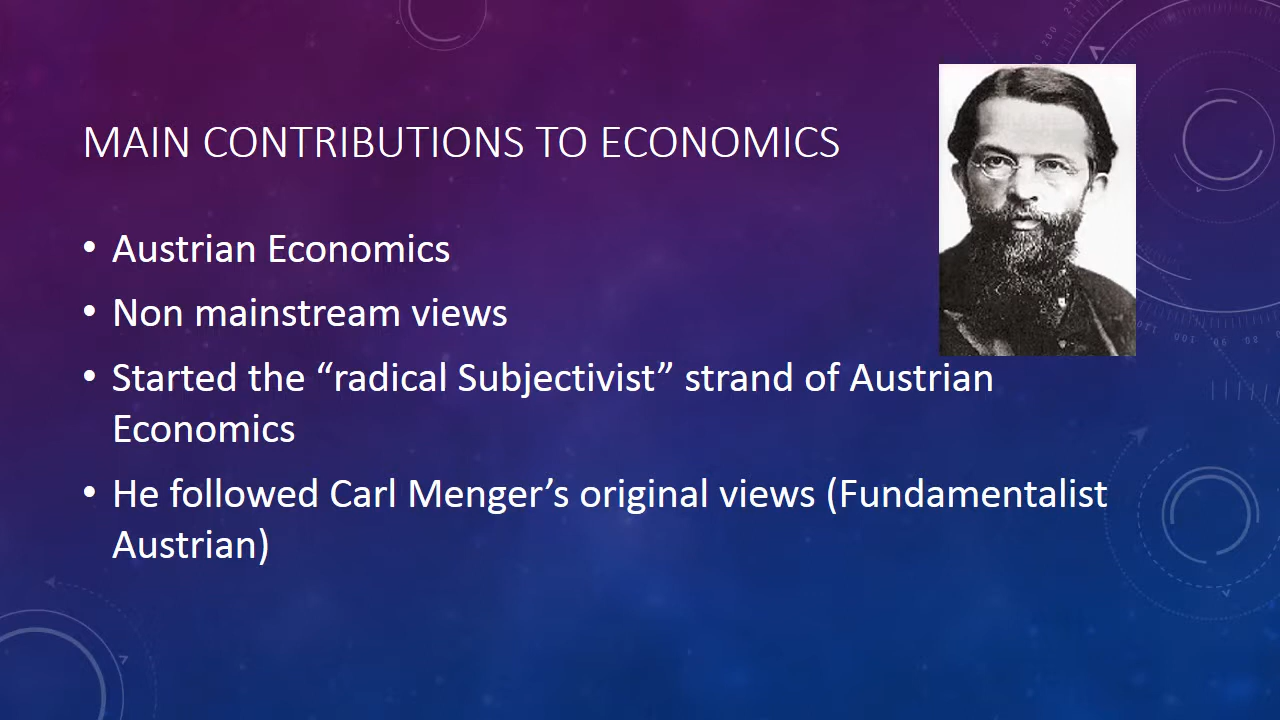 MAIN CONTRIBUTIONS TO ECONOMICS
• Austrian Economics
• Non mainstream views
• Started the “radical Subjectivist” strand of Austrian
Economics
• He followed Carl Menger’s original views (Fundamentalist
Austrian)